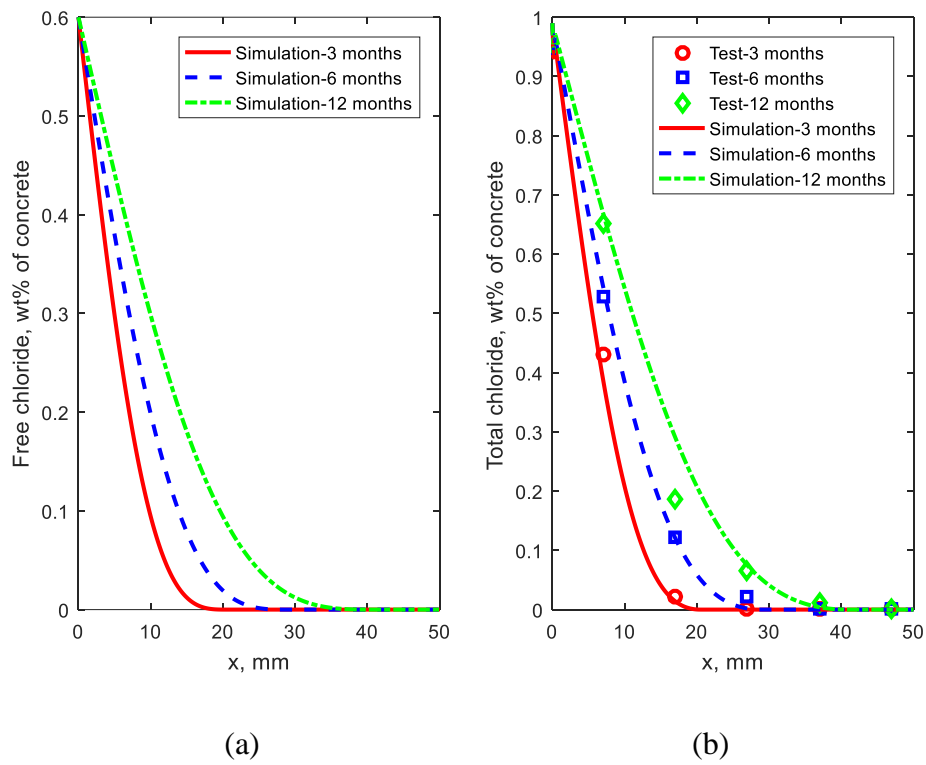 0.6
0.5
0.4
0.3
0.2
0.1
0
0
10
20
30
40
50
Free chloride, wt% of concrete
x, mm
Simulation-3 months
Simulation-6 months
Simulation-12 months
(a)
1
0.9
0.8
0.7
0.6
0.5
0.4
0.3
0.2
0.1
0
0
10
20
30
40
50
Total chloride, wt% of concrete
x, mm
Test-3 months
Test-6 months
Test-12 months
Simulation-3 months
Simulation-6 months
Simulation-12 months
(b)